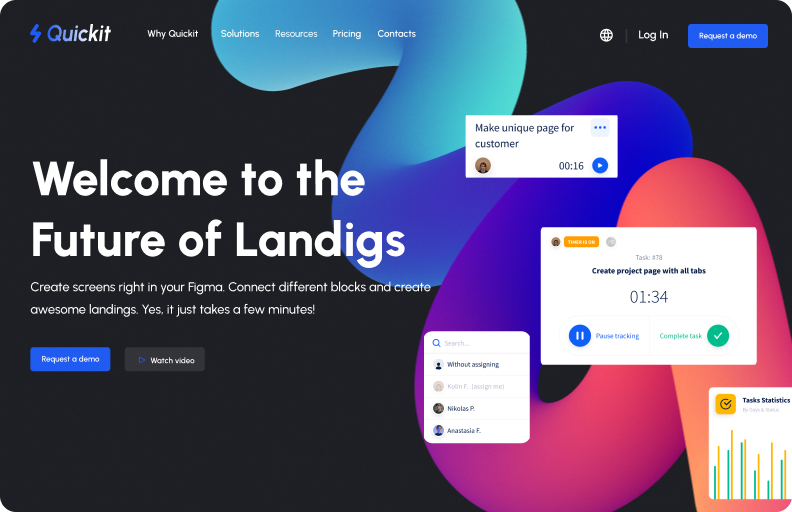 Quickit
Why Quickit
Solutions
Resources
Pricing
Contacts
Log In
Request a demo
Welcome to the
Future of Landigs
Create screens right in your Figma. Connect different blocks and create
awesome landings. Yes, it just takes a few minutes!
Request a demo
Watch video
Make unique page for
customer
00:16
TIMER IS ON
Task: #78
Create project page with all tabs
01:34
Pause tracking
Complete task
Search...
Without assigning
Kolin F. (assign me)
Nikolas P.
Anastasia F.
Tasks Statistics
By Days & Status